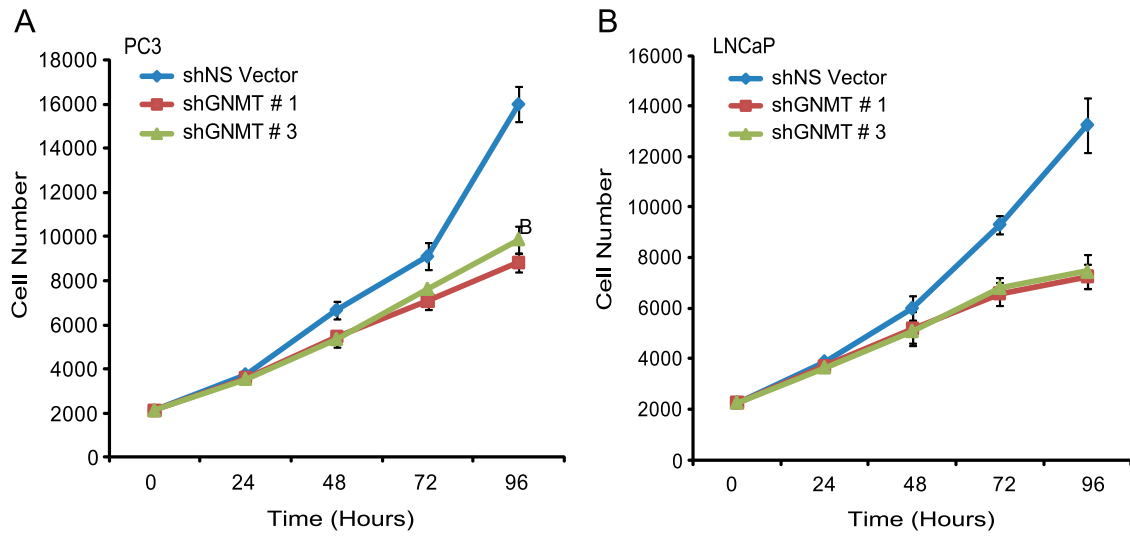 A
PC3
shNS Vector
shGNMT # 1
shGNMT # 3
18000
16000
14000
12000
10000
8000
6000
4000
2000
0
Cell Number
B
0 24 48 72 96
Time (Hours)
B
LNCaP
shNS Vector
shGNMT # 1
shGNMT # 3
16000
14000
12000
10000
8000
6000
4000
2000
0
Cell Number
0 24 48 72 96
Time (Hours)